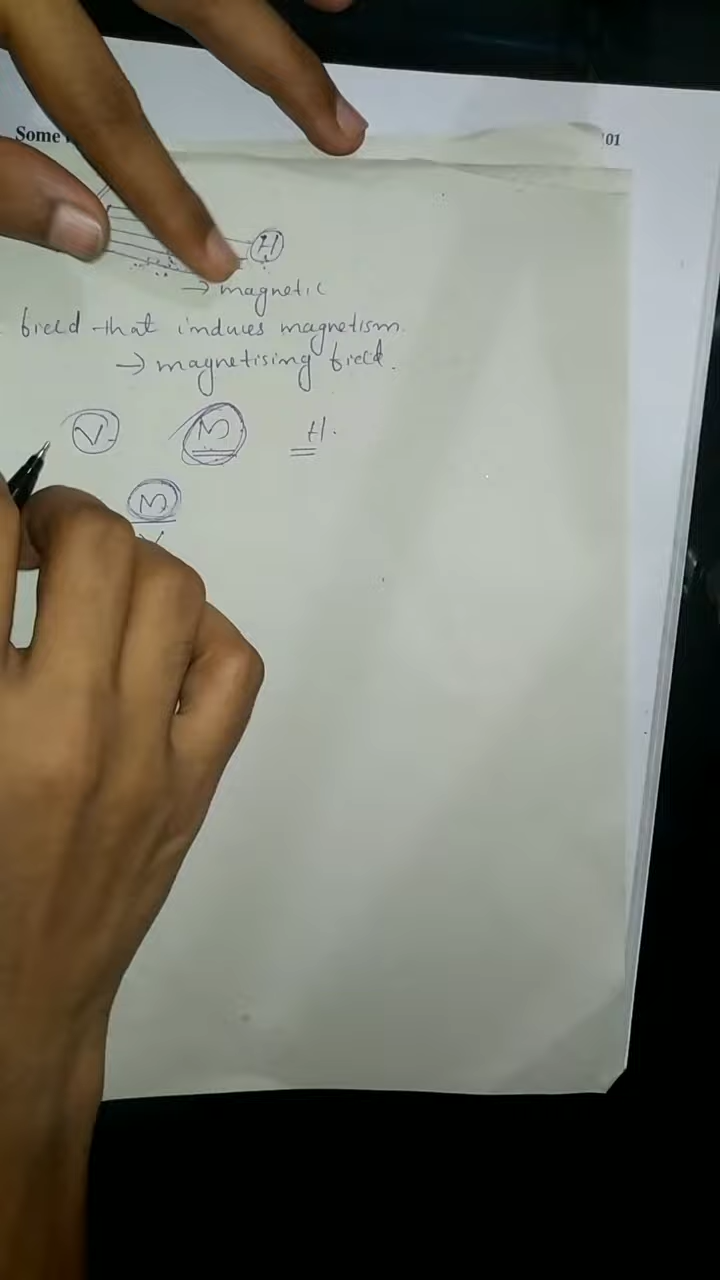 Some
01
H
→ magnetic
field that induces magnetism.
→ magnetising field.
V M H.
M
V